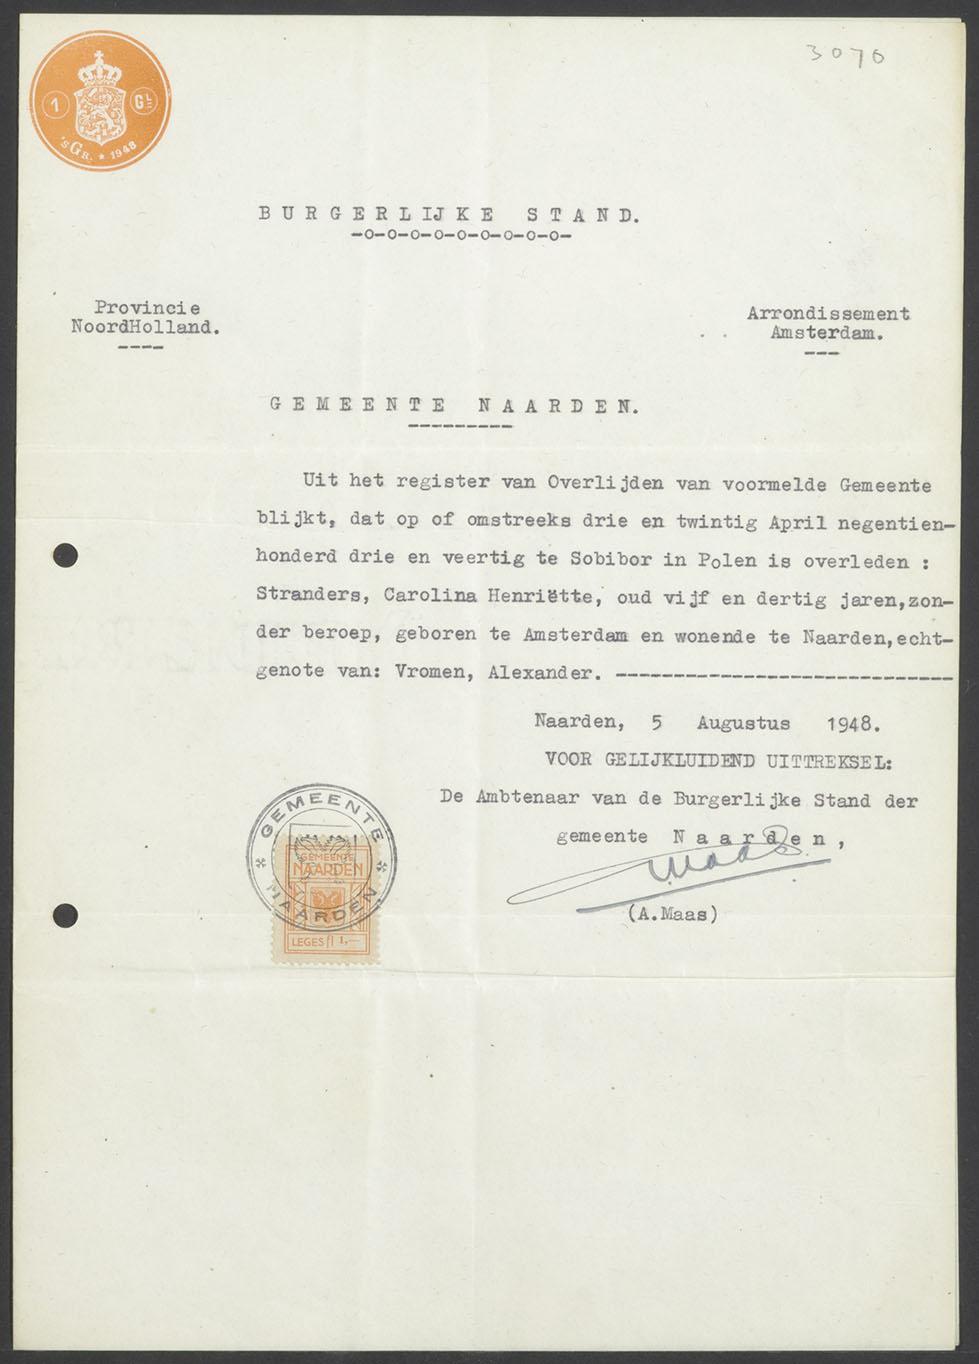 3070
1 GLD
'sGR. * 1948
BURGERLIJKE STAND.
-o-o-o-o-o-o-o-o-o-
Provincie
NoordHolland.
----
Arrondissement
Amsterdam.
---
GEMEENTE NAARDEN.
---------
Uit het register van Overlijden van voormelde Gemeente
blijkt, dat op of omstreeks drie en twintig April negentien-
honderd drie en veertig te Sobibor in Polen is overleden :
Stranders, Carolina Henriëtte, oud vijf en dertig jaren,zon-
der beroep, geboren te Amsterdam en wonende te Naarden,echt-
genote van: Vromen, Alexander. -----------------------------
Naarden, 5 Augustus 1948.
VOOR GELIJKLUIDEND UITTREKSEL:
De Ambtenaar van de Burgerlijke Stand der
gemeente Naarden,
Maas
(A.Maas)
GEMEENTE
NAARDEN
GEMEENTE
NAARDEN
LEGES fl 1,—